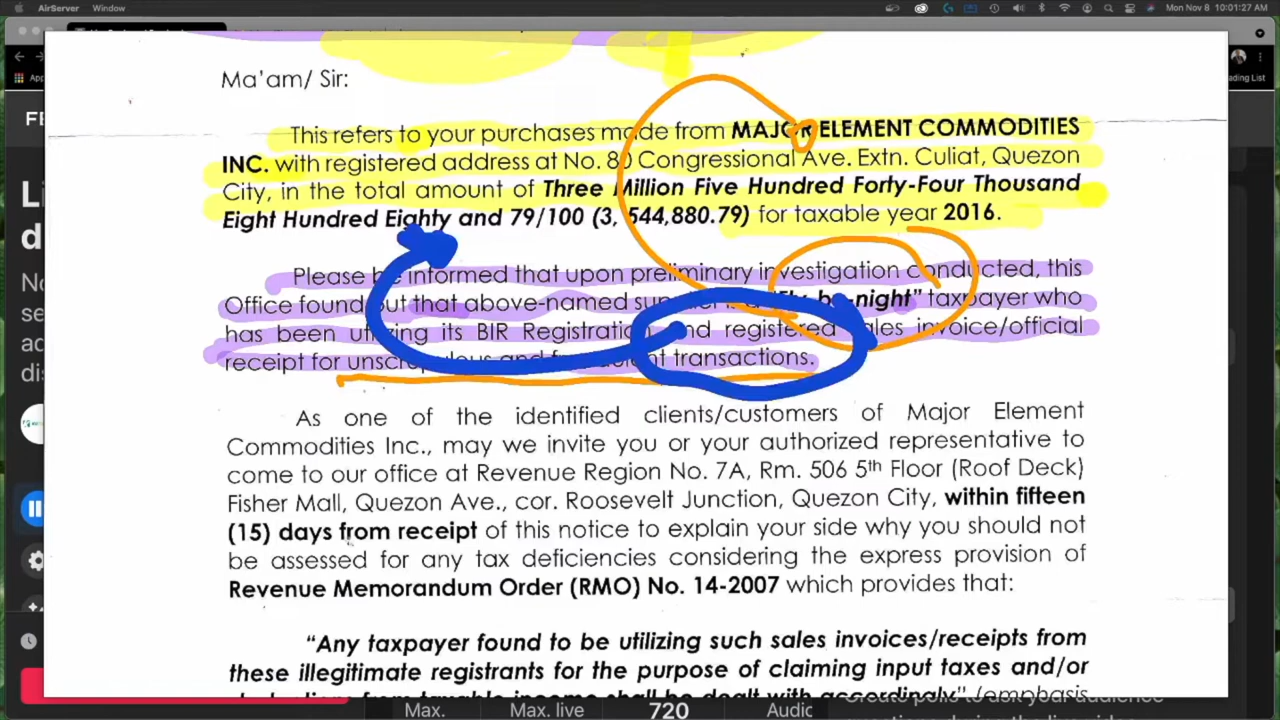 AirServer Window Mon Nov 8 10:01:27 AM
Ma'am/ Sir:
This refers to your purchases made from MAJOR ELEMENT COMMODITIES
INC. with registered address at No. 80 Congressional Ave. Extn. Culiat, Quezon
City, in the total amount of Three Million Five Hundred Forty-Four Thousand
Eight Hundred Eighty and 79/100 (3, 544,880.79) for taxable year 2016.
Please be informed that upon preliminary investigation conducted, this
Office found out that above-named "Fly-by-night" taxpayer who
has been utilizing its BIR Registration and registered sales invoice/official
receipt for transactions.
As one of the identified clients/customers of Major Element
Commodities Inc., may we invite you or your authorized representative to
come to our office at Revenue Region No. 7A, Rm. 506 5th Floor (Roof Deck)
Fisher Mall, Quezon Ave., cor. Roosevelt Junction, Quezon City, within fifteen
(15) days from receipt of this notice to explain your side why you should not
be assessed for any tax deficiencies considering the express provision of
Revenue Memorandum Order (RMO) No. 14-2007 which provides that:
"Any taxpayer found to be utilizing such sales invoices/receipts from
these illegitimate registrants for the purpose of claiming input taxes and/or
from taxable income shall be dealt with accordingly" (emphasis
Max. Max. live 720